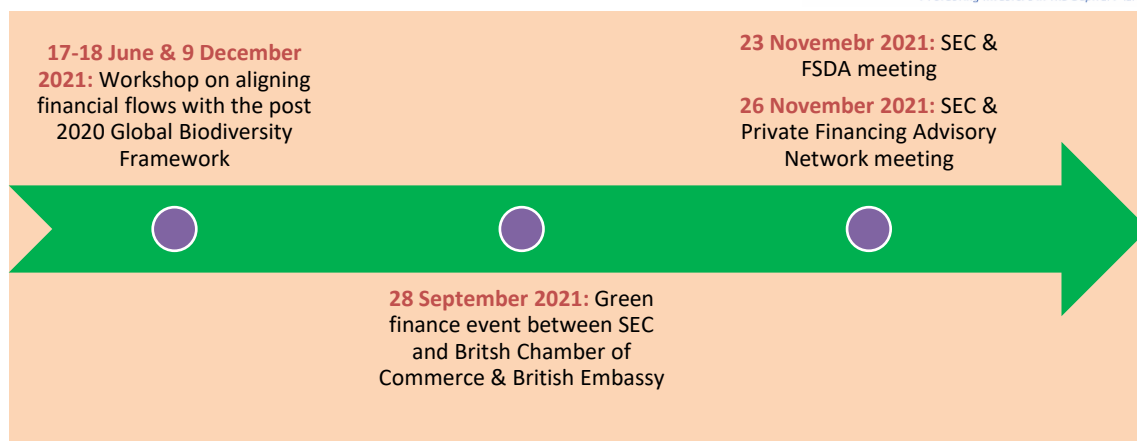 17-18 June & 9 December
2021: Workshop on aligning
financial flows with the post
2020 Global Biodiversity
Framework
28 September 2021: Green
finance event between SEC
and Britsh Chamber of
Commerce & British Embassy
23 Novemebr 2021: SEC &
FSDA meeting
26 November 2021: SEC &
Private Financing Advisory
Network meeting